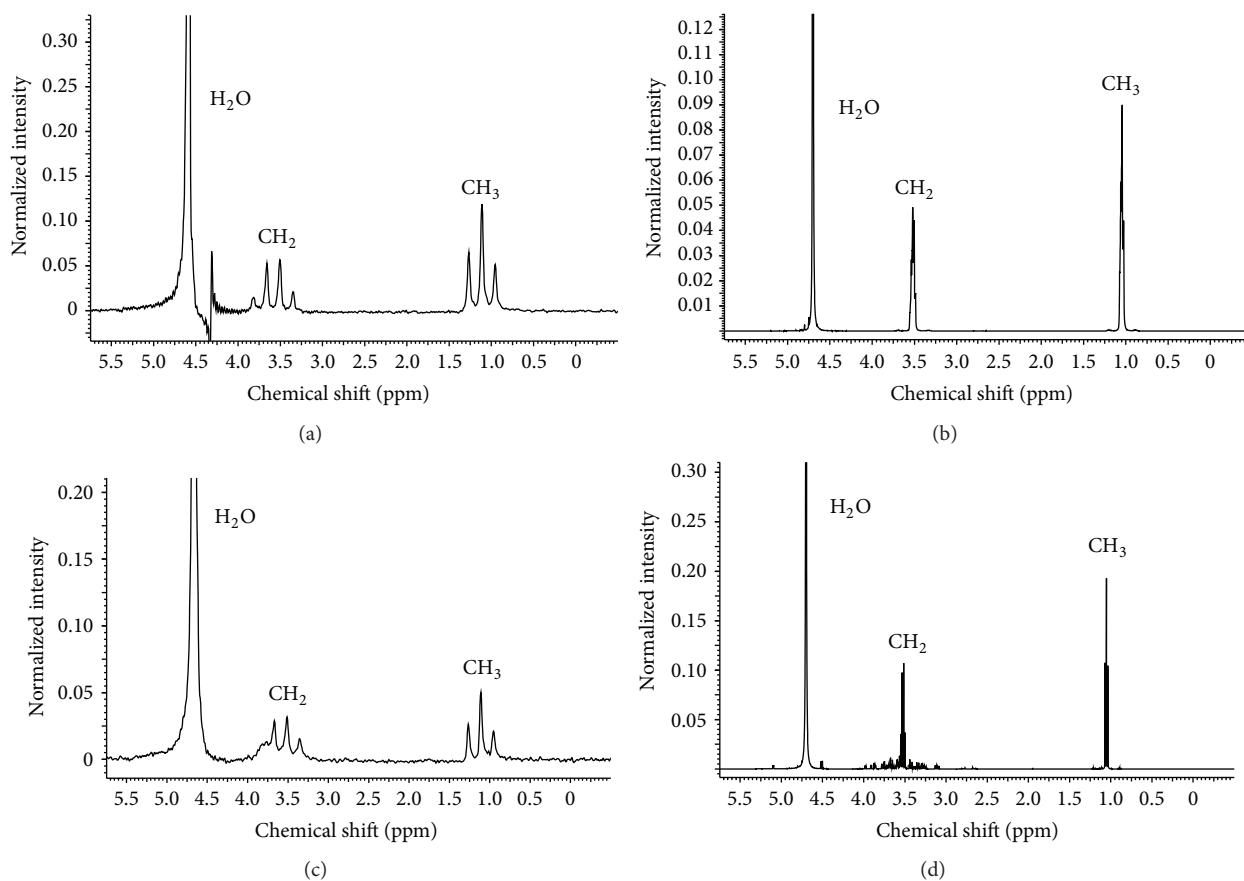 0.30
0.25
0.20
0.15
0.10
0.05
0
Normalized intensity
H₂O
CH₂
CH₃
5.5 5.0 4.5 4.0 3.5 3.0 2.5 2.0 1.5 1.0 0.5 0
Chemical shift (ppm)
(a)
0.12
0.11
0.10
0.09
0.08
0.07
0.06
0.05
0.04
0.03
0.02
0.01
Normalized intensity
H₂O
CH₂
CH₃
5.5 5.0 4.5 4.0 3.5 3.0 2.5 2.0 1.5 1.0 0.5 0
Chemical shift (ppm)
(b)
0.20
0.15
0.10
0.05
0
Normalized intensity
H₂O
CH₂
CH₃
5.5 5.0 4.5 4.0 3.5 3.0 2.5 2.0 1.5 1.0 0.5 0
Chemical shift (ppm)
(c)
0.30
0.25
0.20
0.15
0.10
0.05
Normalized intensity
H₂O
CH₂
CH₃
5.5 5.0 4.5 4.0 3.5 3.0 2.5 2.0 1.5 1.0 0.5 0
Chemical shift (ppm)
(d)